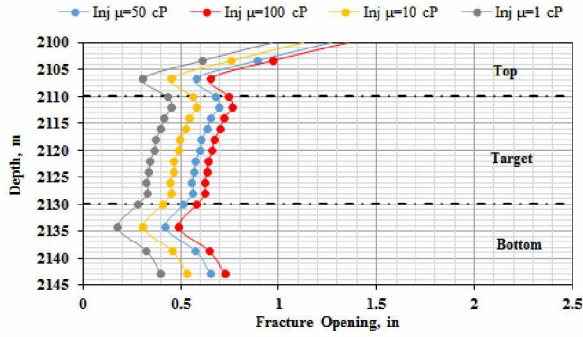 Inj μ=50 cP Inj μ=100 cP Inj μ=10 cP Inj μ=1 cP
2100
2105
2110
2115
2120
2125
2130
2135
2140
2145
Depth, m
Top
Target
Bottom
0 0.5 1 1.5 2 2.5
Fracture Opening, in